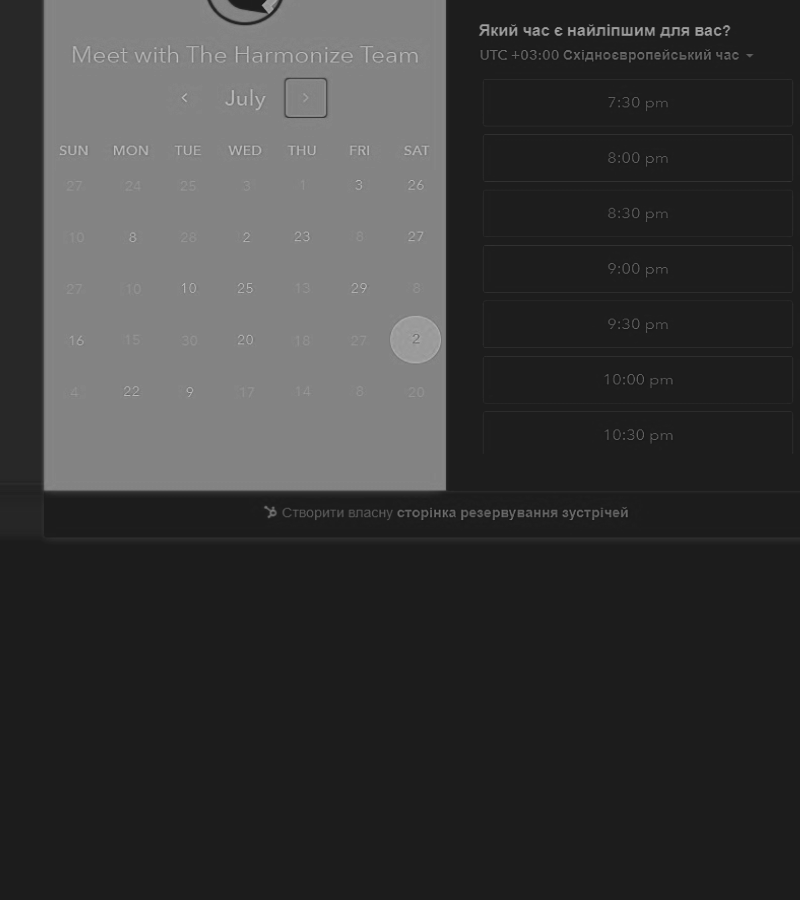 Meet with The Harmonize Team
July
SUN MON TUE WED THU FRI SAT
27 24 25 3 1 3 26
10 8 28 2 23 6 27
27 10 10 25 13 29 8
16 15 30 20 18 27 2
4 22 9 17 14 8 20
Який час є найліпшим для вас?
UTC +03:00 Східноєвропейський час
7:30 pm
8:00 pm
8:30 pm
9:00 pm
9:30 pm
10:00 pm
10:30 pm
Створити власну сторінка резервування зустрічей